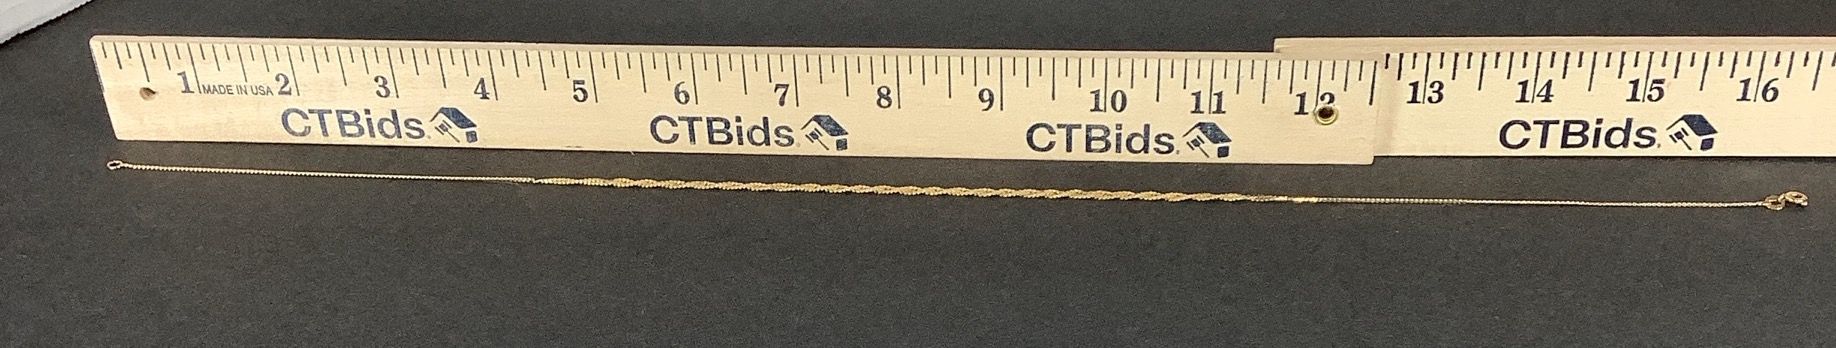 1 MADE IN USA 2 3 4 5 6 7 8 9 10 11 12 13 14 15 16
CTBids. CTBids. CTBids. CTBids.